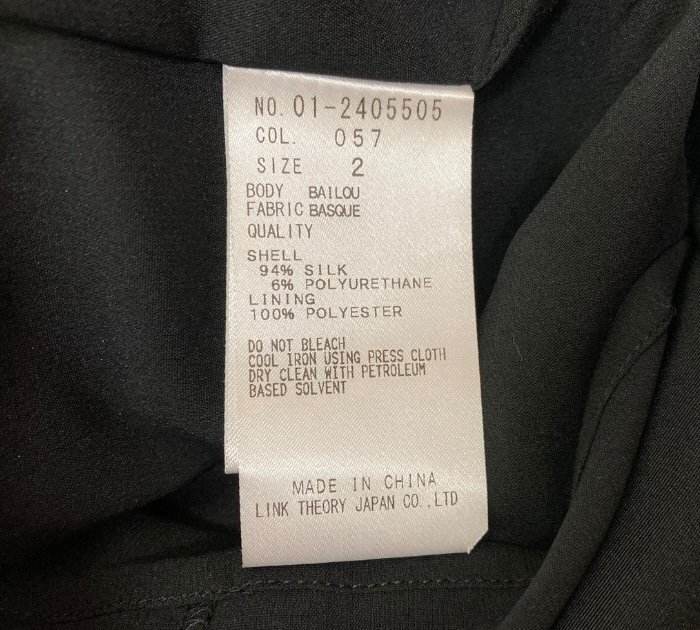 NO. 01-2405505
COL. 057
SIZE 2
BODY BAILOU
FABRIC BASQUE
QUALITY
SHELL
94% SILK
6% POLYURETHANE
LINING
100% POLYESTER
DO NOT BLEACH
COOL IRON USING PRESS CLOTH
DRY CLEAN WITH PETROLEUM
BASED SOLVENT
MADE IN CHINA
LINK THEORY JAPAN CO.,LTD